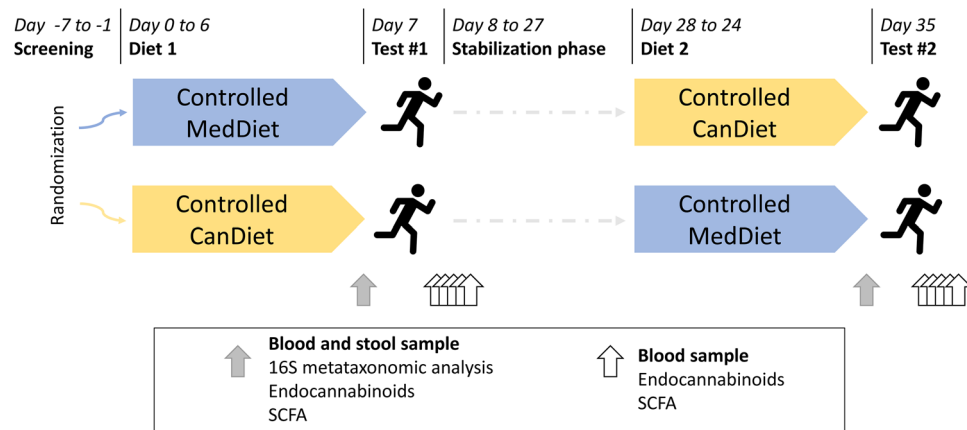 Day -7 to -1
Screening
Day 0 to 6
Diet 1
Day 7
Test #1
Day 8 to 27
Stabilization phase
Day 28 to 24
Diet 2
Day 35
Test #2
Randomization
Controlled
MedDiet
Controlled
CanDiet
Controlled
CanDiet
Controlled
MedDiet
Blood and stool sample
16S metataxonomic analysis
Endocannabinoids
SCFA
Blood sample
Endocannabinoids
SCFA